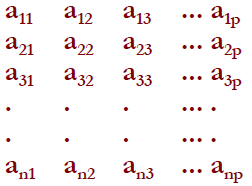 a₁₁ a₁₂ a₁₃ ... a₁ₚ
a₂₁ a₂₂ a₂₃ ... a₂ₚ
a₃₁ a₃₂ a₃₃ ... a₃ₚ
. . . ... .
. . . ... .
aₙ₁ aₙ₂ aₙ₃ ... aₙₚ